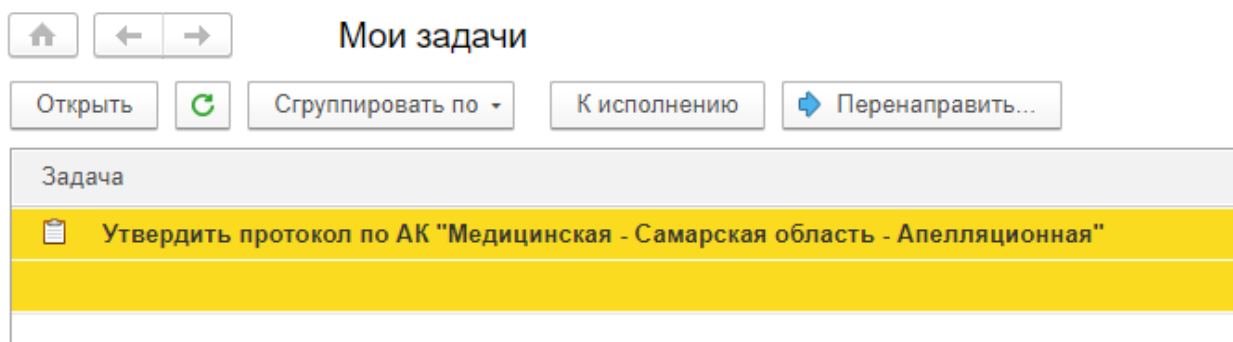 Мои задачи
Открыть Сгруппировать по К исполнению Перенаправить...
Задача
Утвердить протокол по АК "Медицинская - Самарская область - Апелляционная"